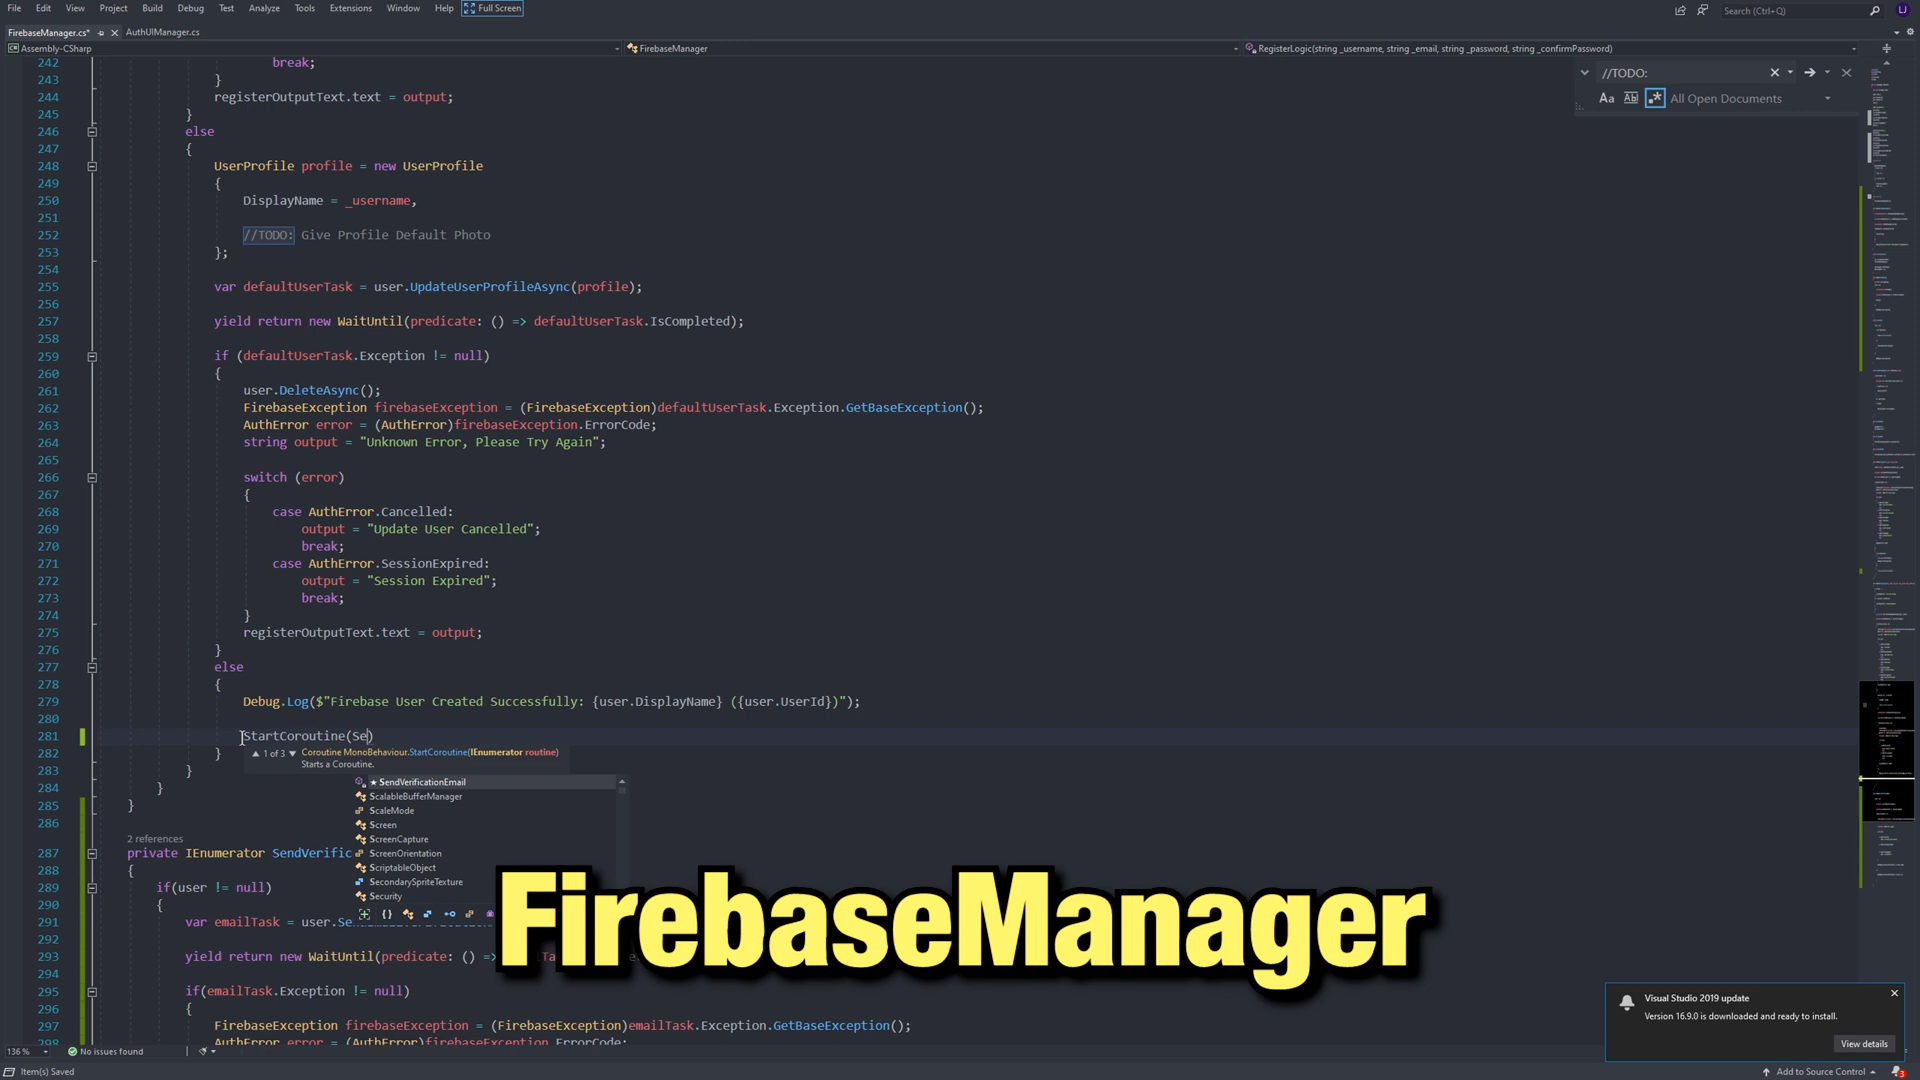 File Edit View Project Build Debug Test Analyze Tools Extensions Window Help Full Screen Search (Ctrl+Q) LJ
FirebaseManager.cs* AuthUIManager.cs
Assembly-CSharp FirebaseManager RegisterLogic(string _username, string _email, string _password, string _confirmPassword)
//TODO:
Aa Ab .* All Open Documents
242 break;
243 }
244 registerOutputText.text = output;
245 }
246 else
247 {
248 UserProfile profile = new UserProfile
249 {
250 DisplayName = _username,
251
252 //TODO: Give Profile Default Photo
253 };
254
255 var defaultUserTask = user.UpdateUserProfileAsync(profile);
256
257 yield return new WaitUntil(predicate: () => defaultUserTask.IsCompleted);
258
259 if (defaultUserTask.Exception != null)
260 {
261 user.DeleteAsync();
262 FirebaseException firebaseException = (FirebaseException)defaultUserTask.Exception.GetBaseException();
263 AuthError error = (AuthError)firebaseException.ErrorCode;
264 string output = "Unknown Error, Please Try Again";
265
266 switch (error)
267 {
268 case AuthError.Cancelled:
269 output = "Update User Cancelled";
270 break;
271 case AuthError.SessionExpired:
272 output = "Session Expired";
273 break;
274 }
275 registerOutputText.text = output;
276 }
277 else
278 {
279 Debug.Log($"Firebase User Created Successfully: {user.DisplayName} ({user.UserId})");
280
281 StartCoroutine(Se)
282 }
1 of 3 Coroutine MonoBehaviour.StartCoroutine(IEnumerator routine)
Starts a Coroutine.
283 }
284 }
285 }
286
SendVerificationEmail
ScalableBufferManager
ScaleMode
Screen
ScreenCapture
ScreenOrientation
ScriptableObject
SecondarySpriteTexture
Security
2 references
287 private IEnumerator SendVerific
288 {
289 if(user != null)
290 {
291 var emailTask = user.Se
292
293 yield return new WaitUntil(predicate: () =>
294
295 if(emailTask.Exception != null)
296 {
297 FirebaseException firebaseException = (FirebaseException)emailTask.Exception.GetBaseException();
AuthError error = (AuthError)firebaseException.ErrorCode;
FirebaseManager
Visual Studio 2019 update
Version 16.9.0 is downloaded and ready to install.
View details
136 % No issues found
Item(s) Saved Add to Source Control 3